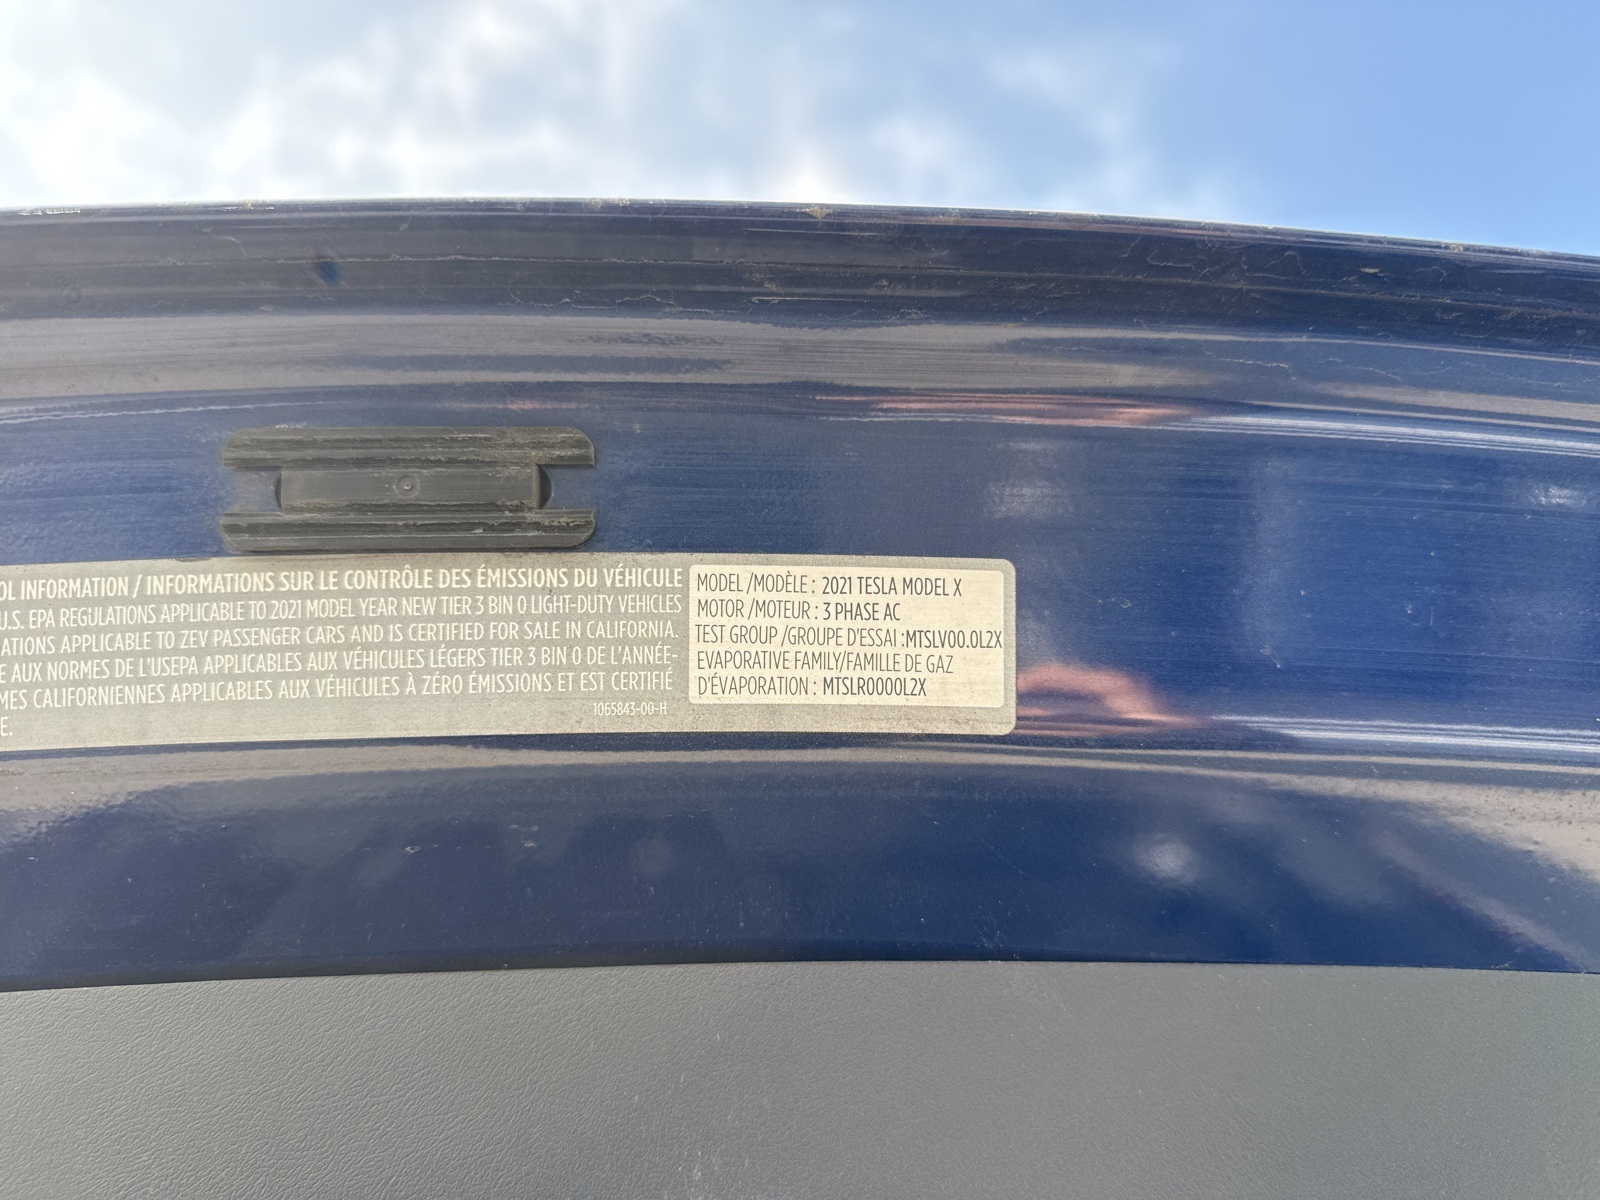 OL INFORMATION / INFORMATIONS SUR LE CONTRÔLE DES ÉMISSIONS DU VÉHICULE
U.S. EPA REGULATIONS APPLICABLE TO 2021 MODEL YEAR NEW TIER 3 BIN 0 LIGHT-DUTY VEHICLES
ATIONS APPLICABLE TO ZEV PASSENGER CARS AND IS CERTIFIED FOR SALE IN CALIFORNIA.
E AUX NORMES DE L'USEPA APPLICABLES AUX VÉHICULES LÉGERS TIER 3 BIN 0 DE L'ANNÉE-
MES CALIFORNIENNES APPLICABLES AUX VÉHICULES À ZÉRO ÉMISSIONS ET EST CERTIFIÉ
E.
1065843-00-H
MODEL /MODÈLE : 2021 TESLA MODEL X
MOTOR /MOTEUR : 3 PHASE AC
TEST GROUP /GROUPE D'ESSAI :MTSLV00.0L2X
EVAPORATIVE FAMILY/FAMILLE DE GAZ
D'ÉVAPORATION : MTSLR0000L2X